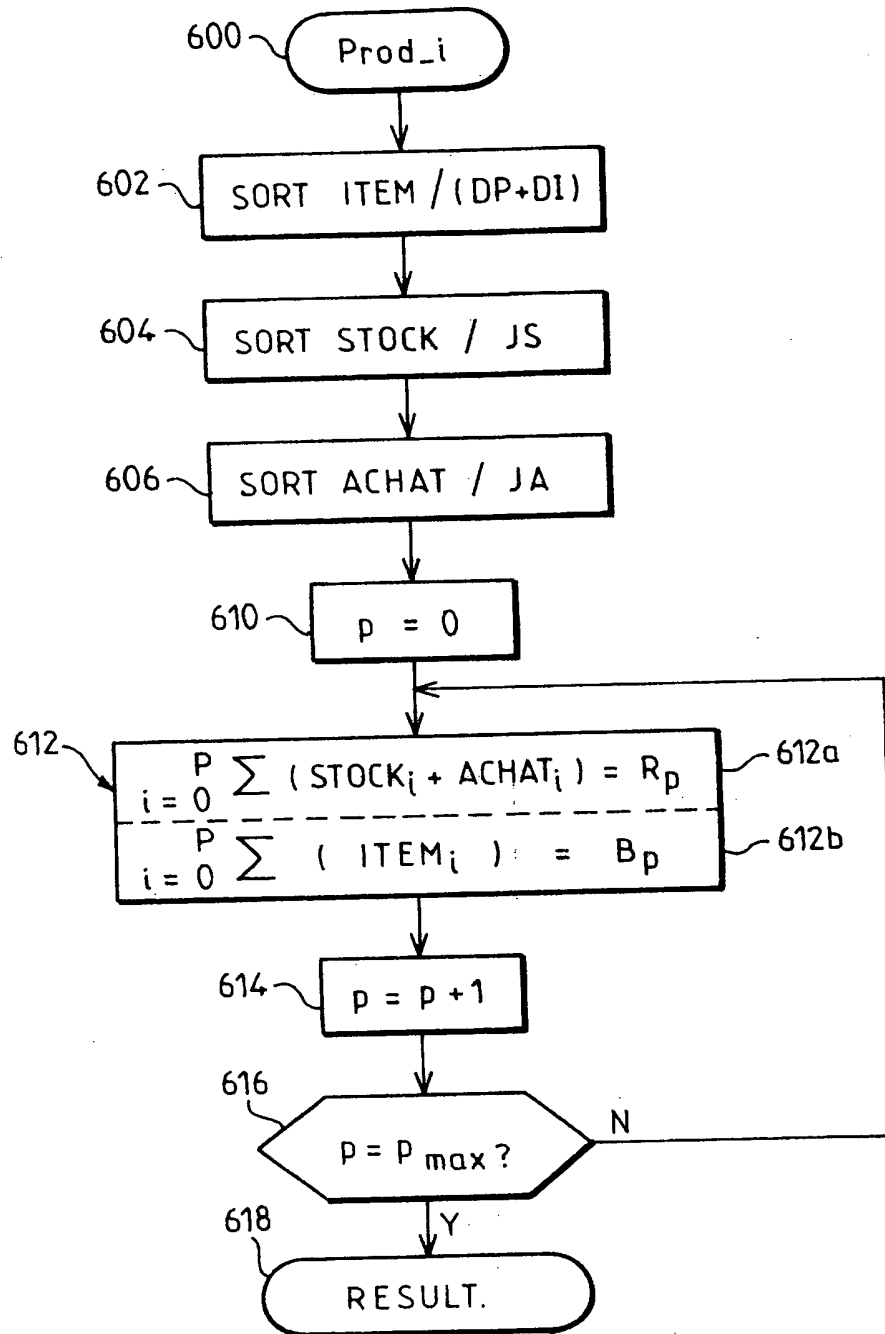 600
Prod_i
602
SORT ITEM /(DP+DI)
604
SORT STOCK / JS
606
SORT ACHAT / JA
610
p = 0
612
P
i = 0 Σ (STOCKi + ACHATi) = Rp
612a
P
i = 0 Σ ( ITEMi ) = Bp
612b
614
p = p+1
616
p = pmax?
N
Y
618
RESULT.